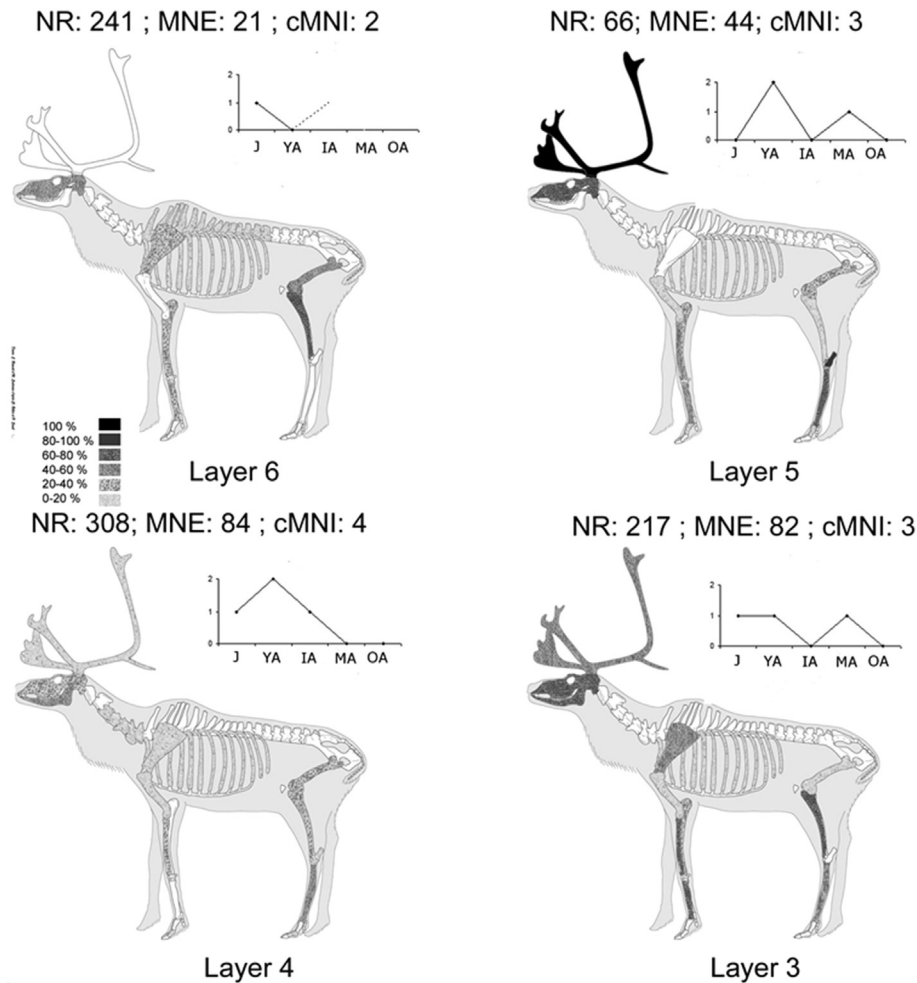 NR: 241 ; MNE: 21 ; cMNI: 2
NR: 66; MNE: 44; cMNI: 3
2
1
0
J YA IA MA OA
2
1
0
J YA IA MA OA
100 %
80-100 %
60-80 %
40-60 %
20-40 %
0-20 %
Layer 6
Layer 5
NR: 308; MNE: 84 ; cMNI: 4
NR: 217 ; MNE: 82 ; cMNI: 3
2
1
0
J YA IA MA OA
2
1
0
J YA IA MA OA
Layer 4
Layer 3